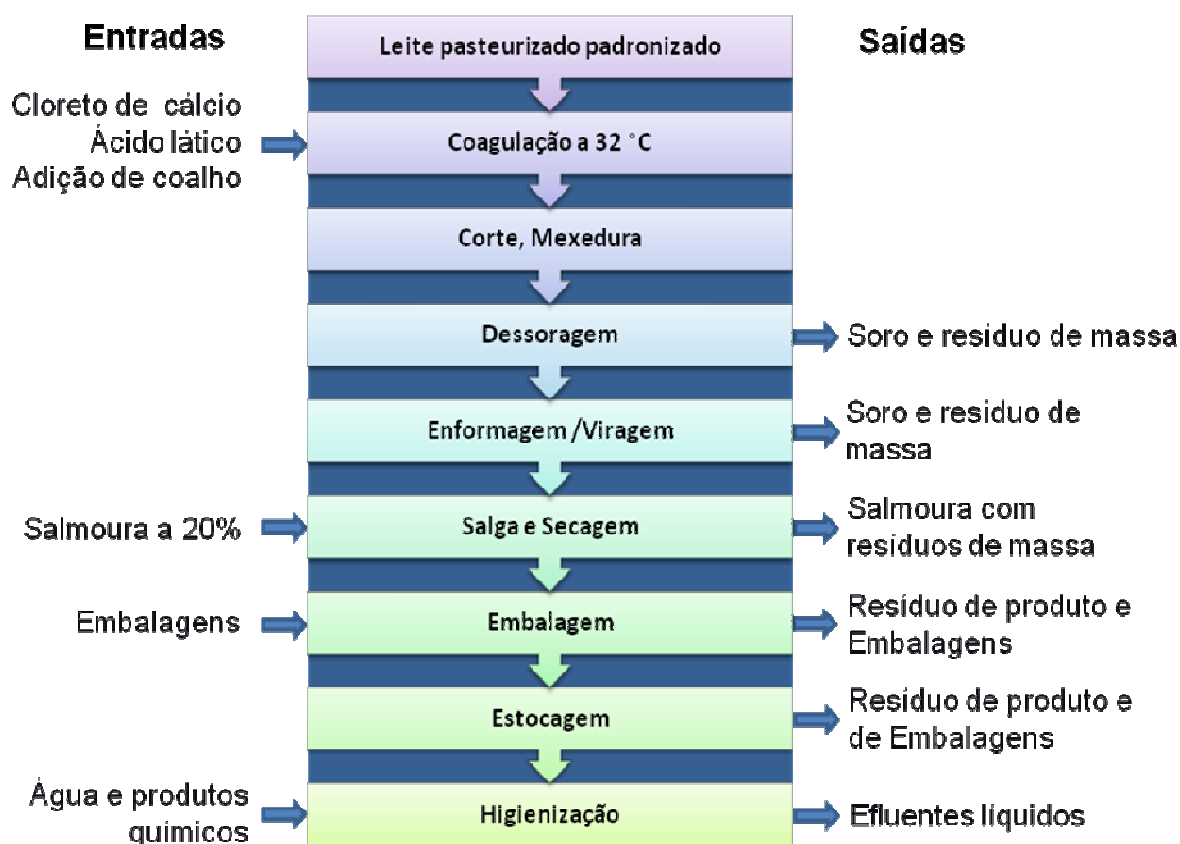 Entradas
Leite pasteurizado padronizado
Saídas
Cloreto de cálcio
Ácido lático
Adição de coalho
Coagulação a 32 °C
Corte, Mexedura
Dessoragem
Soro e resíduo de massa
Enformagem /Viragem
Soro e residuo de
massa
Salmoura a 20%
Salga e Secagem
Salmoura com
resíduos de massa
Embalagens
Embalagem
Resíduo de produto e
Embalagens
Estocagem
Resíduo de produto e
de Embalagens
Água e produtos
químicos
Higienização
Efluentes líquidos